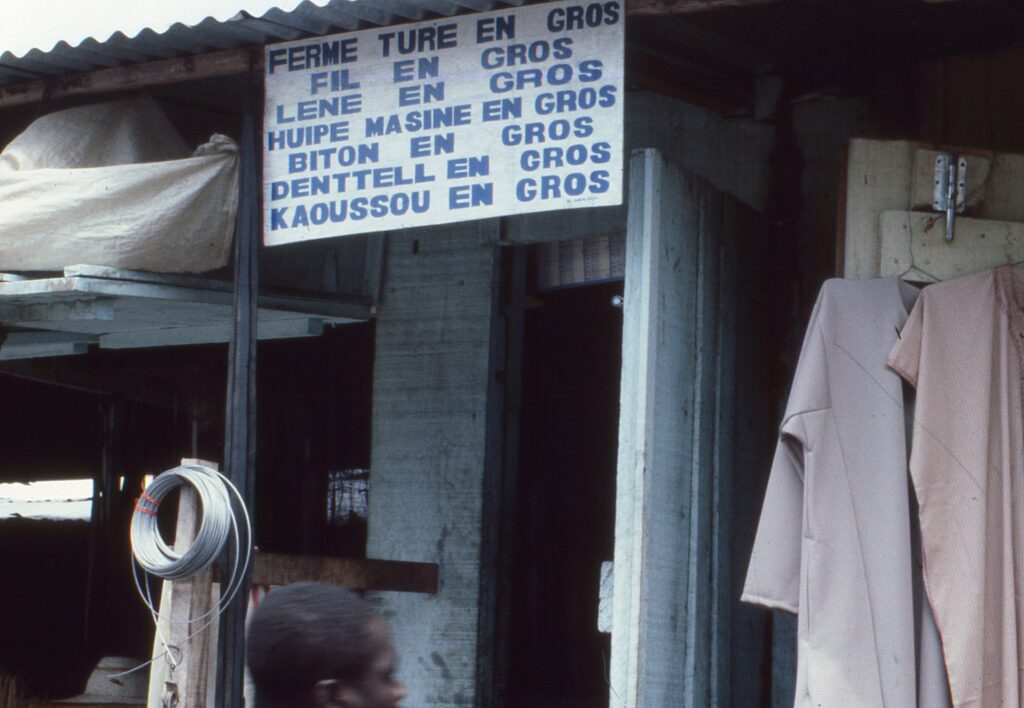 FERME TURE EN GROS
FIL EN GROS
LENE EN GROS
HUIPE MASINE EN GROS
BITON EN GROS
DENTTELL EN GROS
KAOUSSOU EN GROS